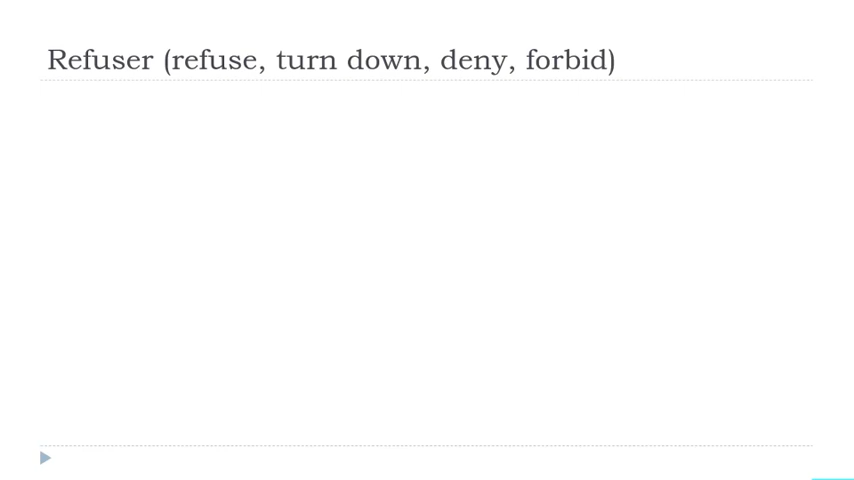 Refuser (refuse, turn down, deny, forbid)